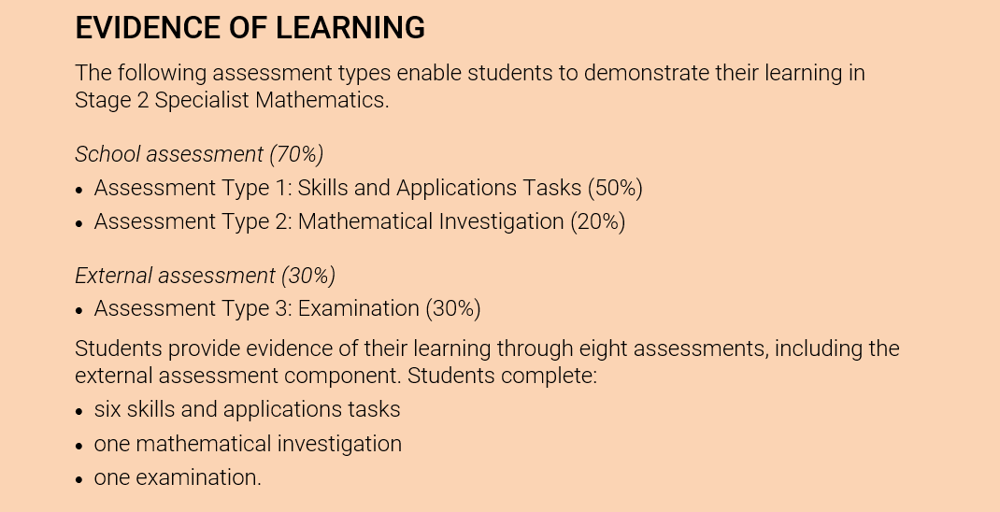 EVIDENCE OF LEARNING
The following assessment types enable students to demonstrate their learning in
Stage 2 Specialist Mathematics.
School assessment (70%)
• Assessment Type 1: Skills and Applications Tasks (50%)
• Assessment Type 2: Mathematical Investigation (20%)
External assessment (30%)
• Assessment Type 3: Examination (30%)
Students provide evidence of their learning through eight assessments, including the
external assessment component. Students complete:
• six skills and applications tasks
• one mathematical investigation
• one examination.